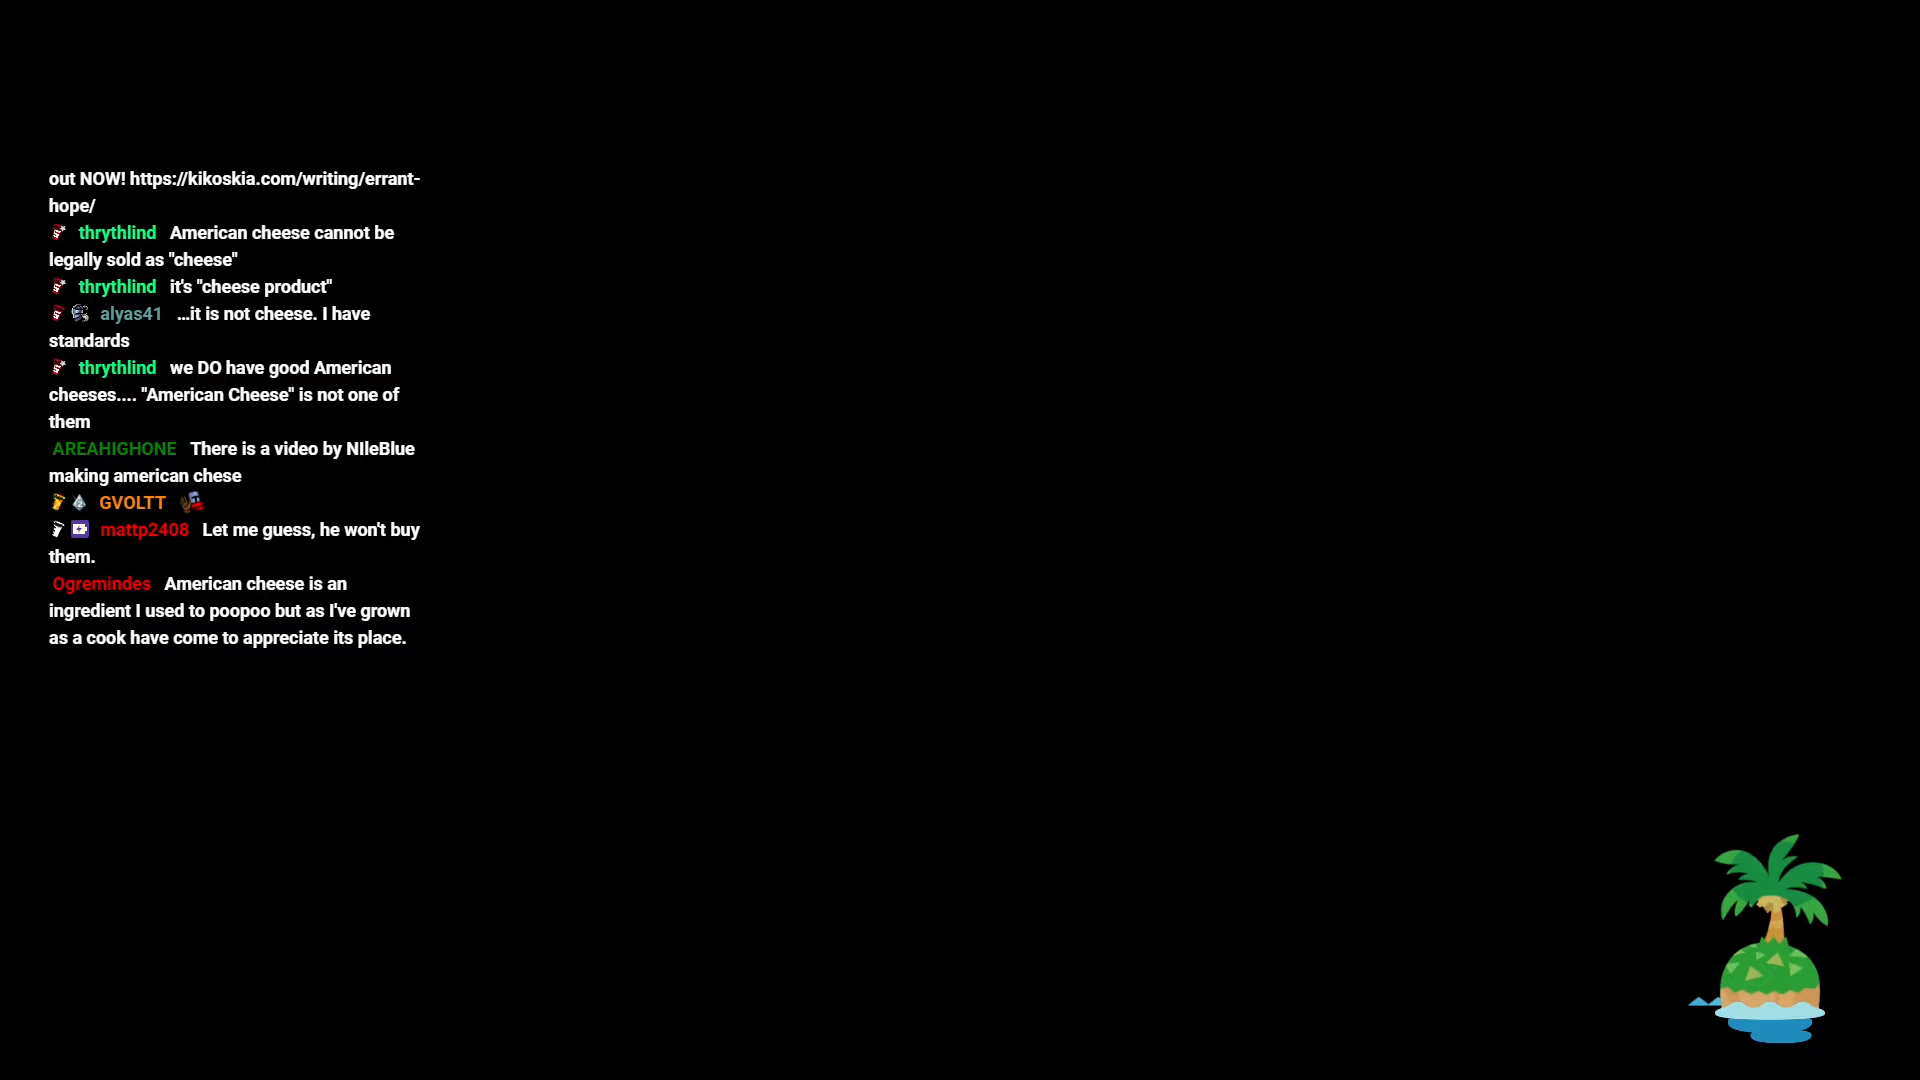 out NOW! https://kikoskia.com/writing/errant-
hope/
thrythlind American cheese cannot be
legally sold as "cheese"
thrythlind it's "cheese product"
alyas41 ...it is not cheese. I have
standards
thrythlind we DO have good American
cheeses.... "American Cheese" is not one of
them
AREAHIGHONE There is a video by NIleBlue
making american chese
GVOLTT
mattp2408 Let me guess, he won't buy
them.
Ogremindes American cheese is an
ingredient I used to poopoo but as I've grown
as a cook have come to appreciate its place.